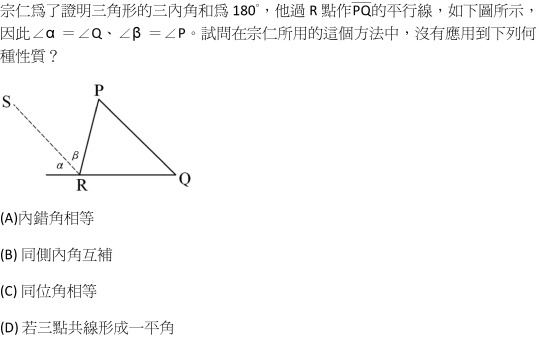 宗仁為了證明三角形的三內角和為 180°，他過 R 點作P̅Q̅的平行線，如下圖所示，
因此∠α =∠Q、∠β =∠P。試問在宗仁所用的這個方法中，沒有應用到下列何
種性質？
P
S
β
α
R
Q
(A)內錯角相等
(B) 同側內角互補
(C) 同位角相等
(D) 若三點共線形成一平角